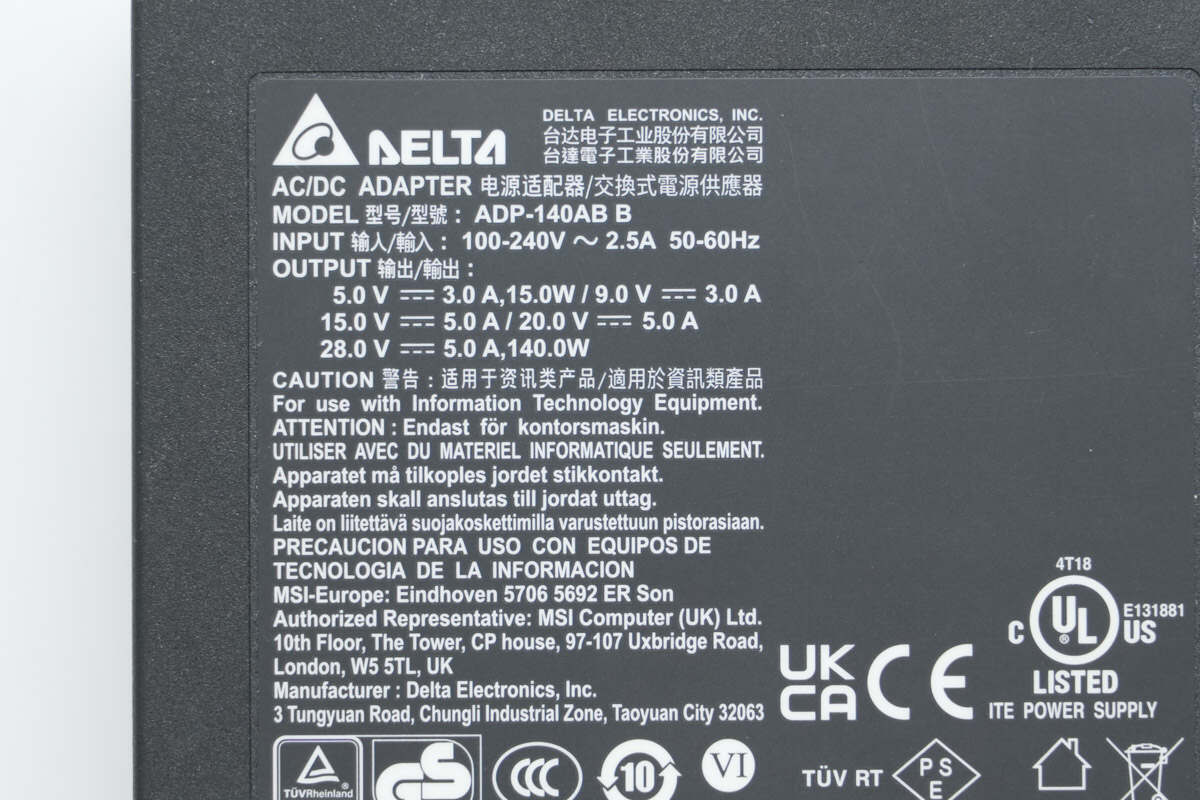 DELTA
DELTA ELECTRONICS, INC.
台达电子工业股份有限公司
台達電子工業股份有限公司
AC/DC ADAPTER 电源适配器/交換式電源供應器
MODEL 型号/型號 : ADP-140AB B
INPUT 输入/輸入 : 100-240V ～ 2.5A 50-60Hz
OUTPUT 输出/輸出 :
5.0 V ⎓ 3.0 A,15.0W / 9.0 V ⎓ 3.0 A
15.0 V ⎓ 5.0 A / 20.0 V ⎓ 5.0 A
28.0 V ⎓ 5.0 A,140.0W
CAUTION 警告 : 适用于资讯类产品/適用於資訊類產品
For use with Information Technology Equipment.
ATTENTION : Endast för kontorsmaskin.
UTILISER AVEC DU MATERIEL INFORMATIQUE SEULEMENT.
Apparatet må tilkoples jordet stikkontakt.
Apparaten skall anslutas till jordat uttag.
Laite on liitettävä suojakoskettimilla varustettuun pistorasiaan.
PRECAUCION PARA USO CON EQUIPOS DE
TECNOLOGIA DE LA INFORMACION
MSI-Europe: Eindhoven 5706 5692 ER Son
Authorized Representative: MSI Computer (UK) Ltd.
10th Floor, The Tower, CP house, 97-107 Uxbridge Road,
London, W5 5TL, UK
Manufacturer : Delta Electronics, Inc.
3 Tungyuan Road, Chungli Industrial Zone, Taoyuan City 32063
UK
CA
CE
4T18
C UL ® US
E131881
LISTED
ITE POWER SUPPLY
TÜVRheinland ®
GS
CCC
10
VI
TÜV RT
PS
E